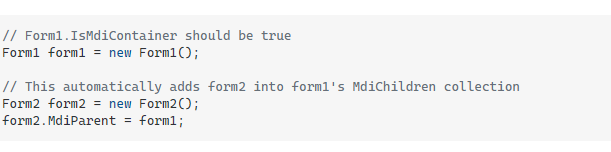 // Form1.IsMdiContainer should be true
Form1 form1 = new Form1();
// This automatically adds form2 into form1's MdiChildren collection
Form2 form2 = new Form2();
form2.MdiParent = form1;